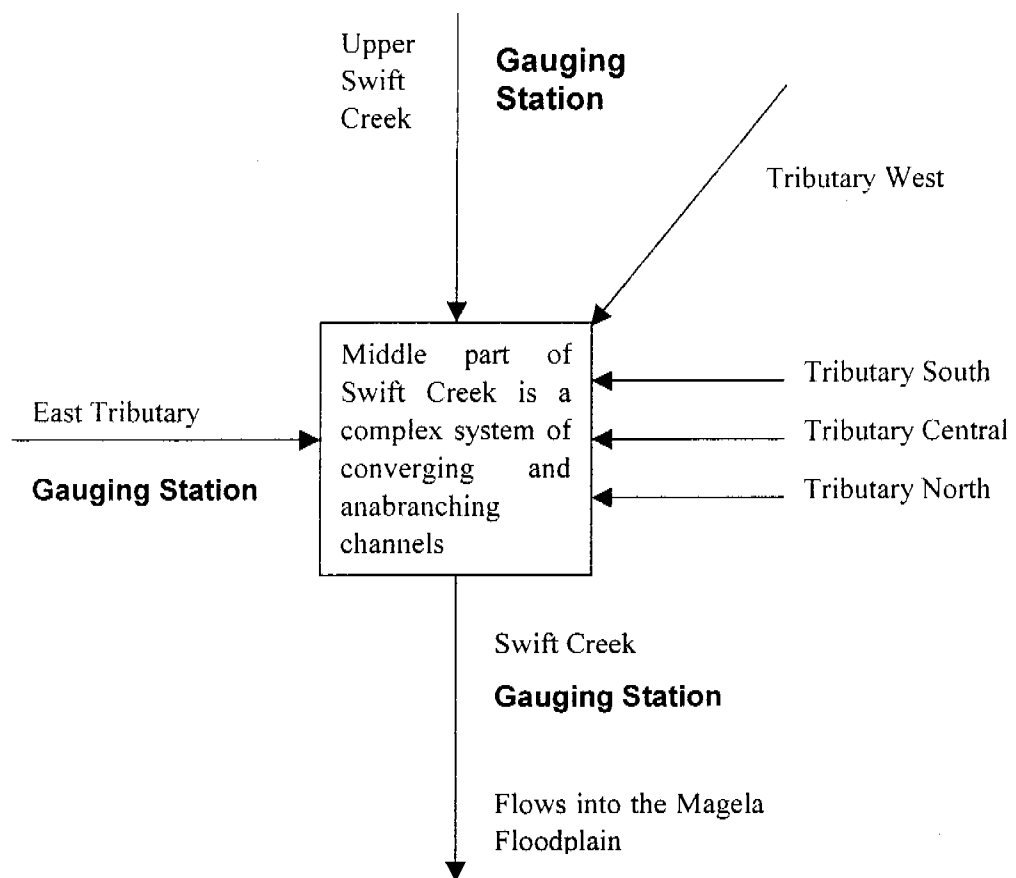 Upper
Swift
Creek
Gauging
Station
Tributary West
Middle part of
Swift Creek is a
complex system of
converging and
anabranching
channels
East Tributary
Gauging Station
Tributary South
Tributary Central
Tributary North
Swift Creek
Gauging Station
Flows into the Magela
Floodplain